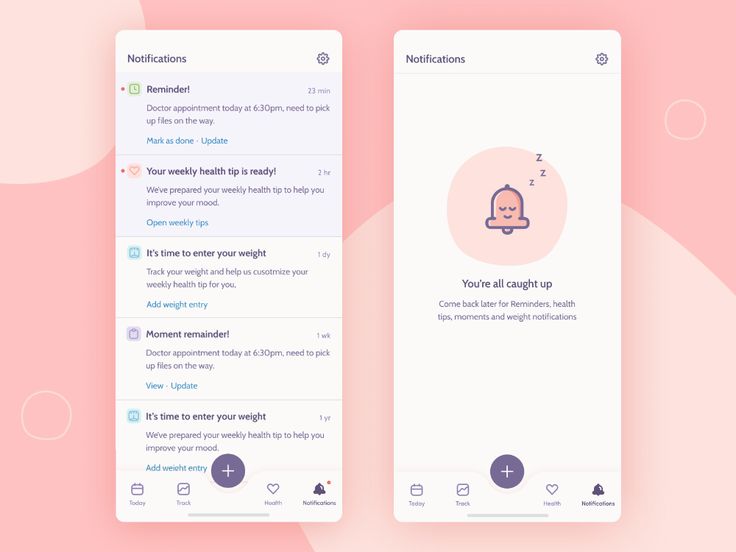 Notifications
Reminder!
23 min
Doctor appointment today at 6:30pm, need to pick
up files on the way.
Mark as done · Update
Your weekly health tip is ready!
2 hr
We've prepared your weekly health tip to help you
improve your mood.
Open weekly tips
It's time to enter your weight
1 dy
Track your weight and help us cusotmize your
weekly health tip for you,
Add weight entry
Moment remainder!
1 wk
Doctor appointment today at 6:30pm, need to pick
up files on the way.
View · Update
It's time to enter your weight
1 yr
We've prepared your weekly health tip to help you
improve your mood.
Add weight entry
Today
Track
Health
Notifications
Notifications
z
z
z
You're all caught up
Come back later for Reminders, health
tips, moments and weight notifications
Today
Track
Health
Notifications